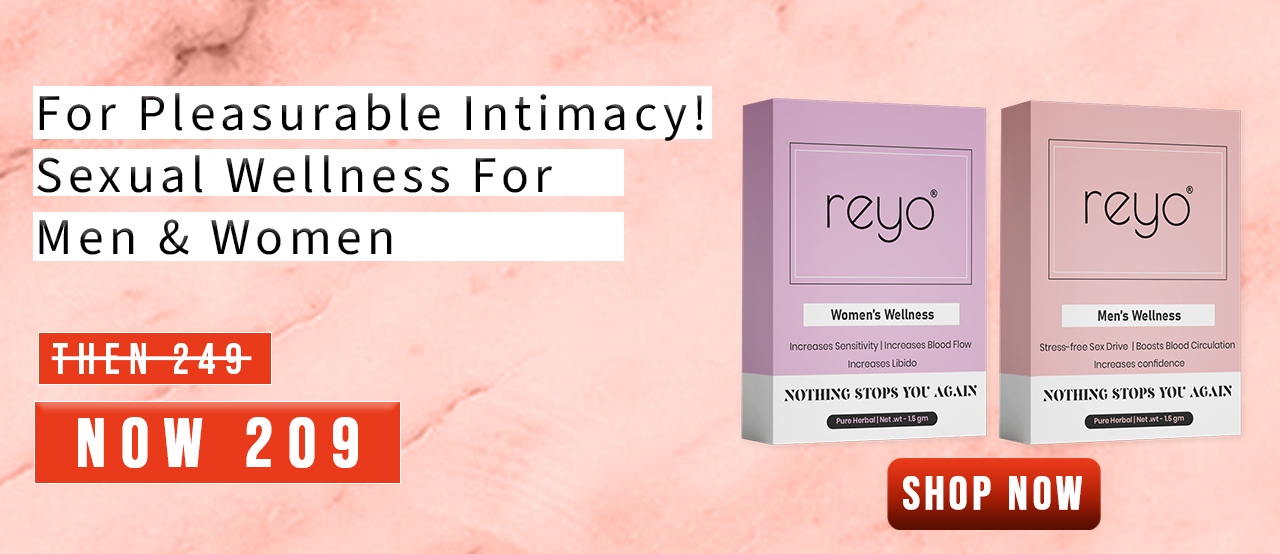 For Pleasurable Intimacy!
Sexual Wellness For
Men & Women
THEN 249
NOW 209
reyo®
Women's Wellness
Increases Sensitivity | Increases Blood Flow
Increases Libido
NOTHING STOPS YOU AGAIN
Pure Herbal | Net .wt - 1.5 gm
reyo®
Men's Wellness
Stress-free Sex Drive | Boosts Blood Circulation
Increases confidence
NOTHING STOPS YOU AGAIN
Pure Herbal | Net .wt - 1.5 gm
SHOP NOW